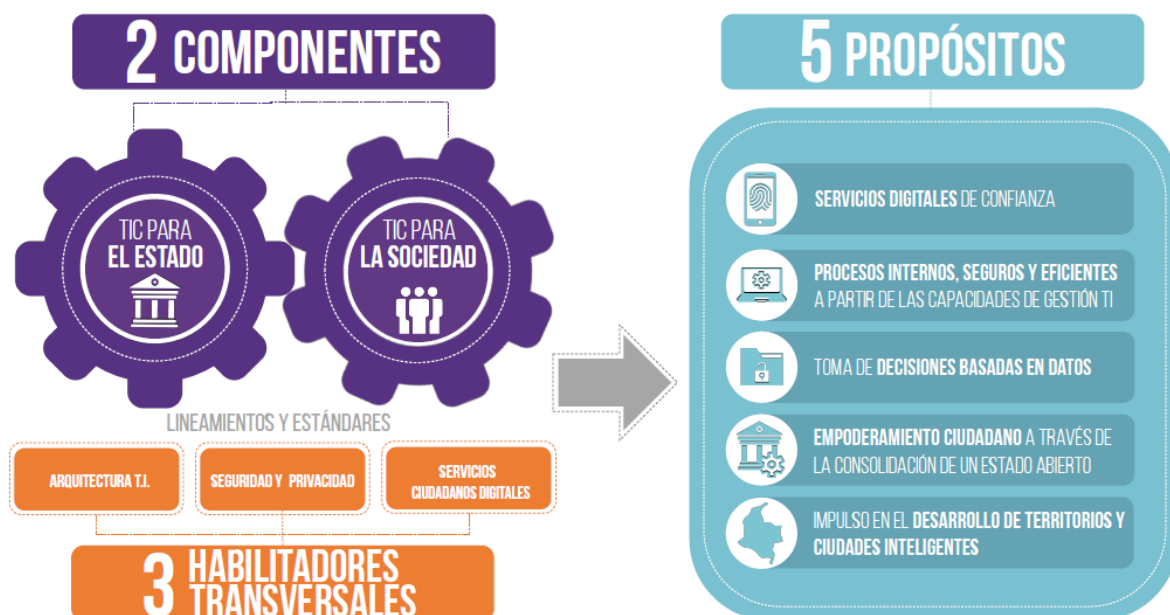 2 COMPONENTES
TIC PARA
EL ESTADO
TIC PARA
LA SOCIEDAD
LINEAMIENTOS Y ESTÁNDARES
ARQUITECTURA T.I.
SEGURIDAD Y PRIVACIDAD
SERVICIOS
CIUDADANOS DIGITALES
3 HABILITADORES
TRANSVERSALES
5 PROPÓSITOS
SERVICIOS DIGITALES DE CONFIANZA
PROCESOS INTERNOS, SEGUROS Y EFICIENTES
A PARTIR DE LAS CAPACIDADES DE GESTIÓN TI
TOMA DE DECISIONES BASADAS EN DATOS
EMPODERAMIENTO CIUDADANO A TRAVÉS DE
LA CONSOLIDACIÓN DE UN ESTADO ABIERTO
IMPULSO EN EL DESARROLLO DE TERRITORIOS Y
CIUDADES INTELIGENTES